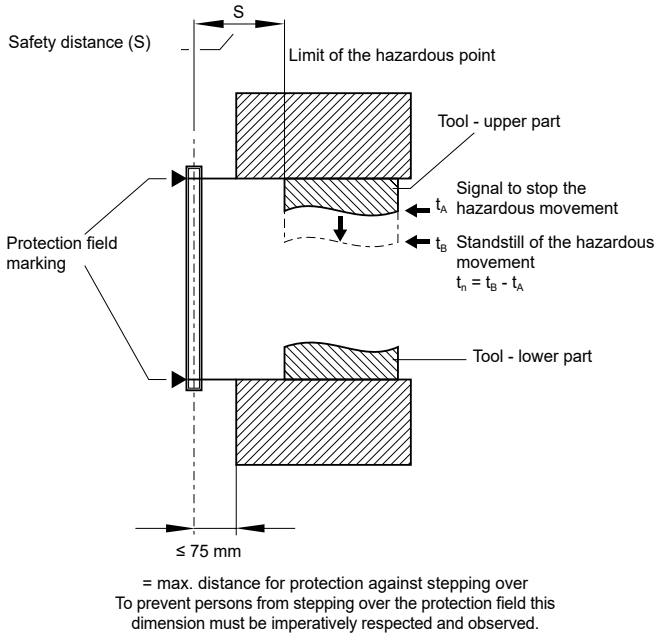 S
Safety distance (S)
Limit of the hazardous point
Tool - upper part
tA Signal to stop the
hazardous movement
Protection field
marking
tB Standstill of the hazardous
movement
tn = tB - tA
Tool - lower part
≤ 75 mm
= max. distance for protection against stepping over
To prevent persons from stepping over the protection field this
dimension must be imperatively respected and observed.